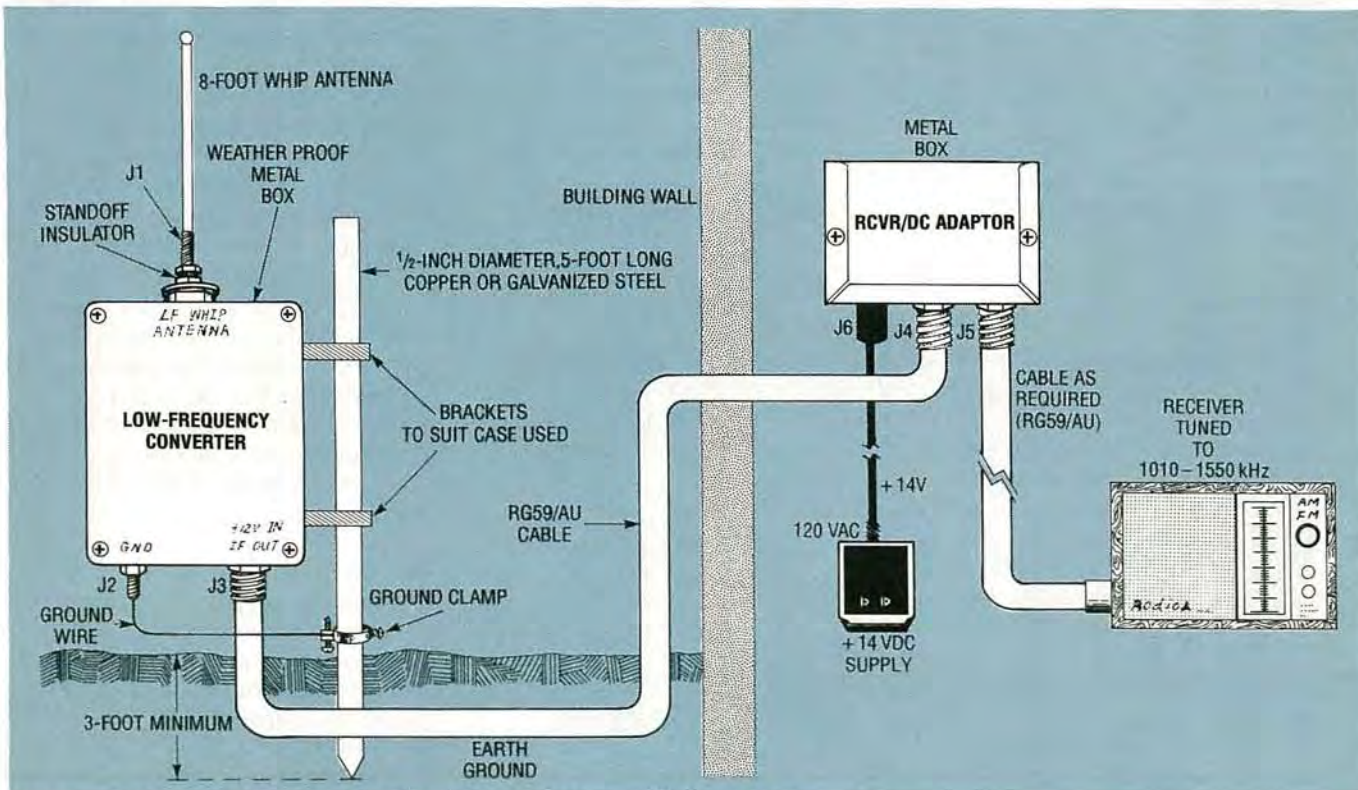 8-FOOT WHIP ANTENNA
WEATHER PROOF
METAL
BOX
J1
STANDOFF
INSULATOR
LF WHIP
ANTENNA
LOW-FREQUENCY
CONVERTER
+12V IN
IF OUT
GND
J2
J3
GROUND
WIRE
3-FOOT MINIMUM
1/2-INCH DIAMETER, 5-FOOT LONG
COPPER OR GALVANIZED STEEL
BRACKETS
TO SUIT CASE USED
RG59/AU
CABLE
GROUND CLAMP
EARTH
GROUND
BUILDING WALL
METAL
BOX
RCVR/DC ADAPTOR
J6
J4
J5
+ 14V
120 VAC
+ 14 VDC
SUPPLY
CABLE AS
REQUIRED
(RG59/AU)
RECEIVER
TUNED
TO
1010–1550 kHz
AM
FM